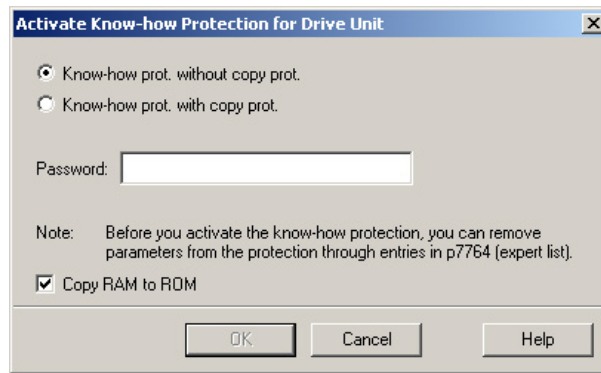 Activate Know-how Protection for Drive Unit
Know-how prot. without copy prot.
Know-how prot. with copy prot.
Password:
Note: Before you activate the know-how protection, you can remove
parameters from the protection through entries in p7764 (expert list).
Copy RAM to ROM
OK Cancel Help